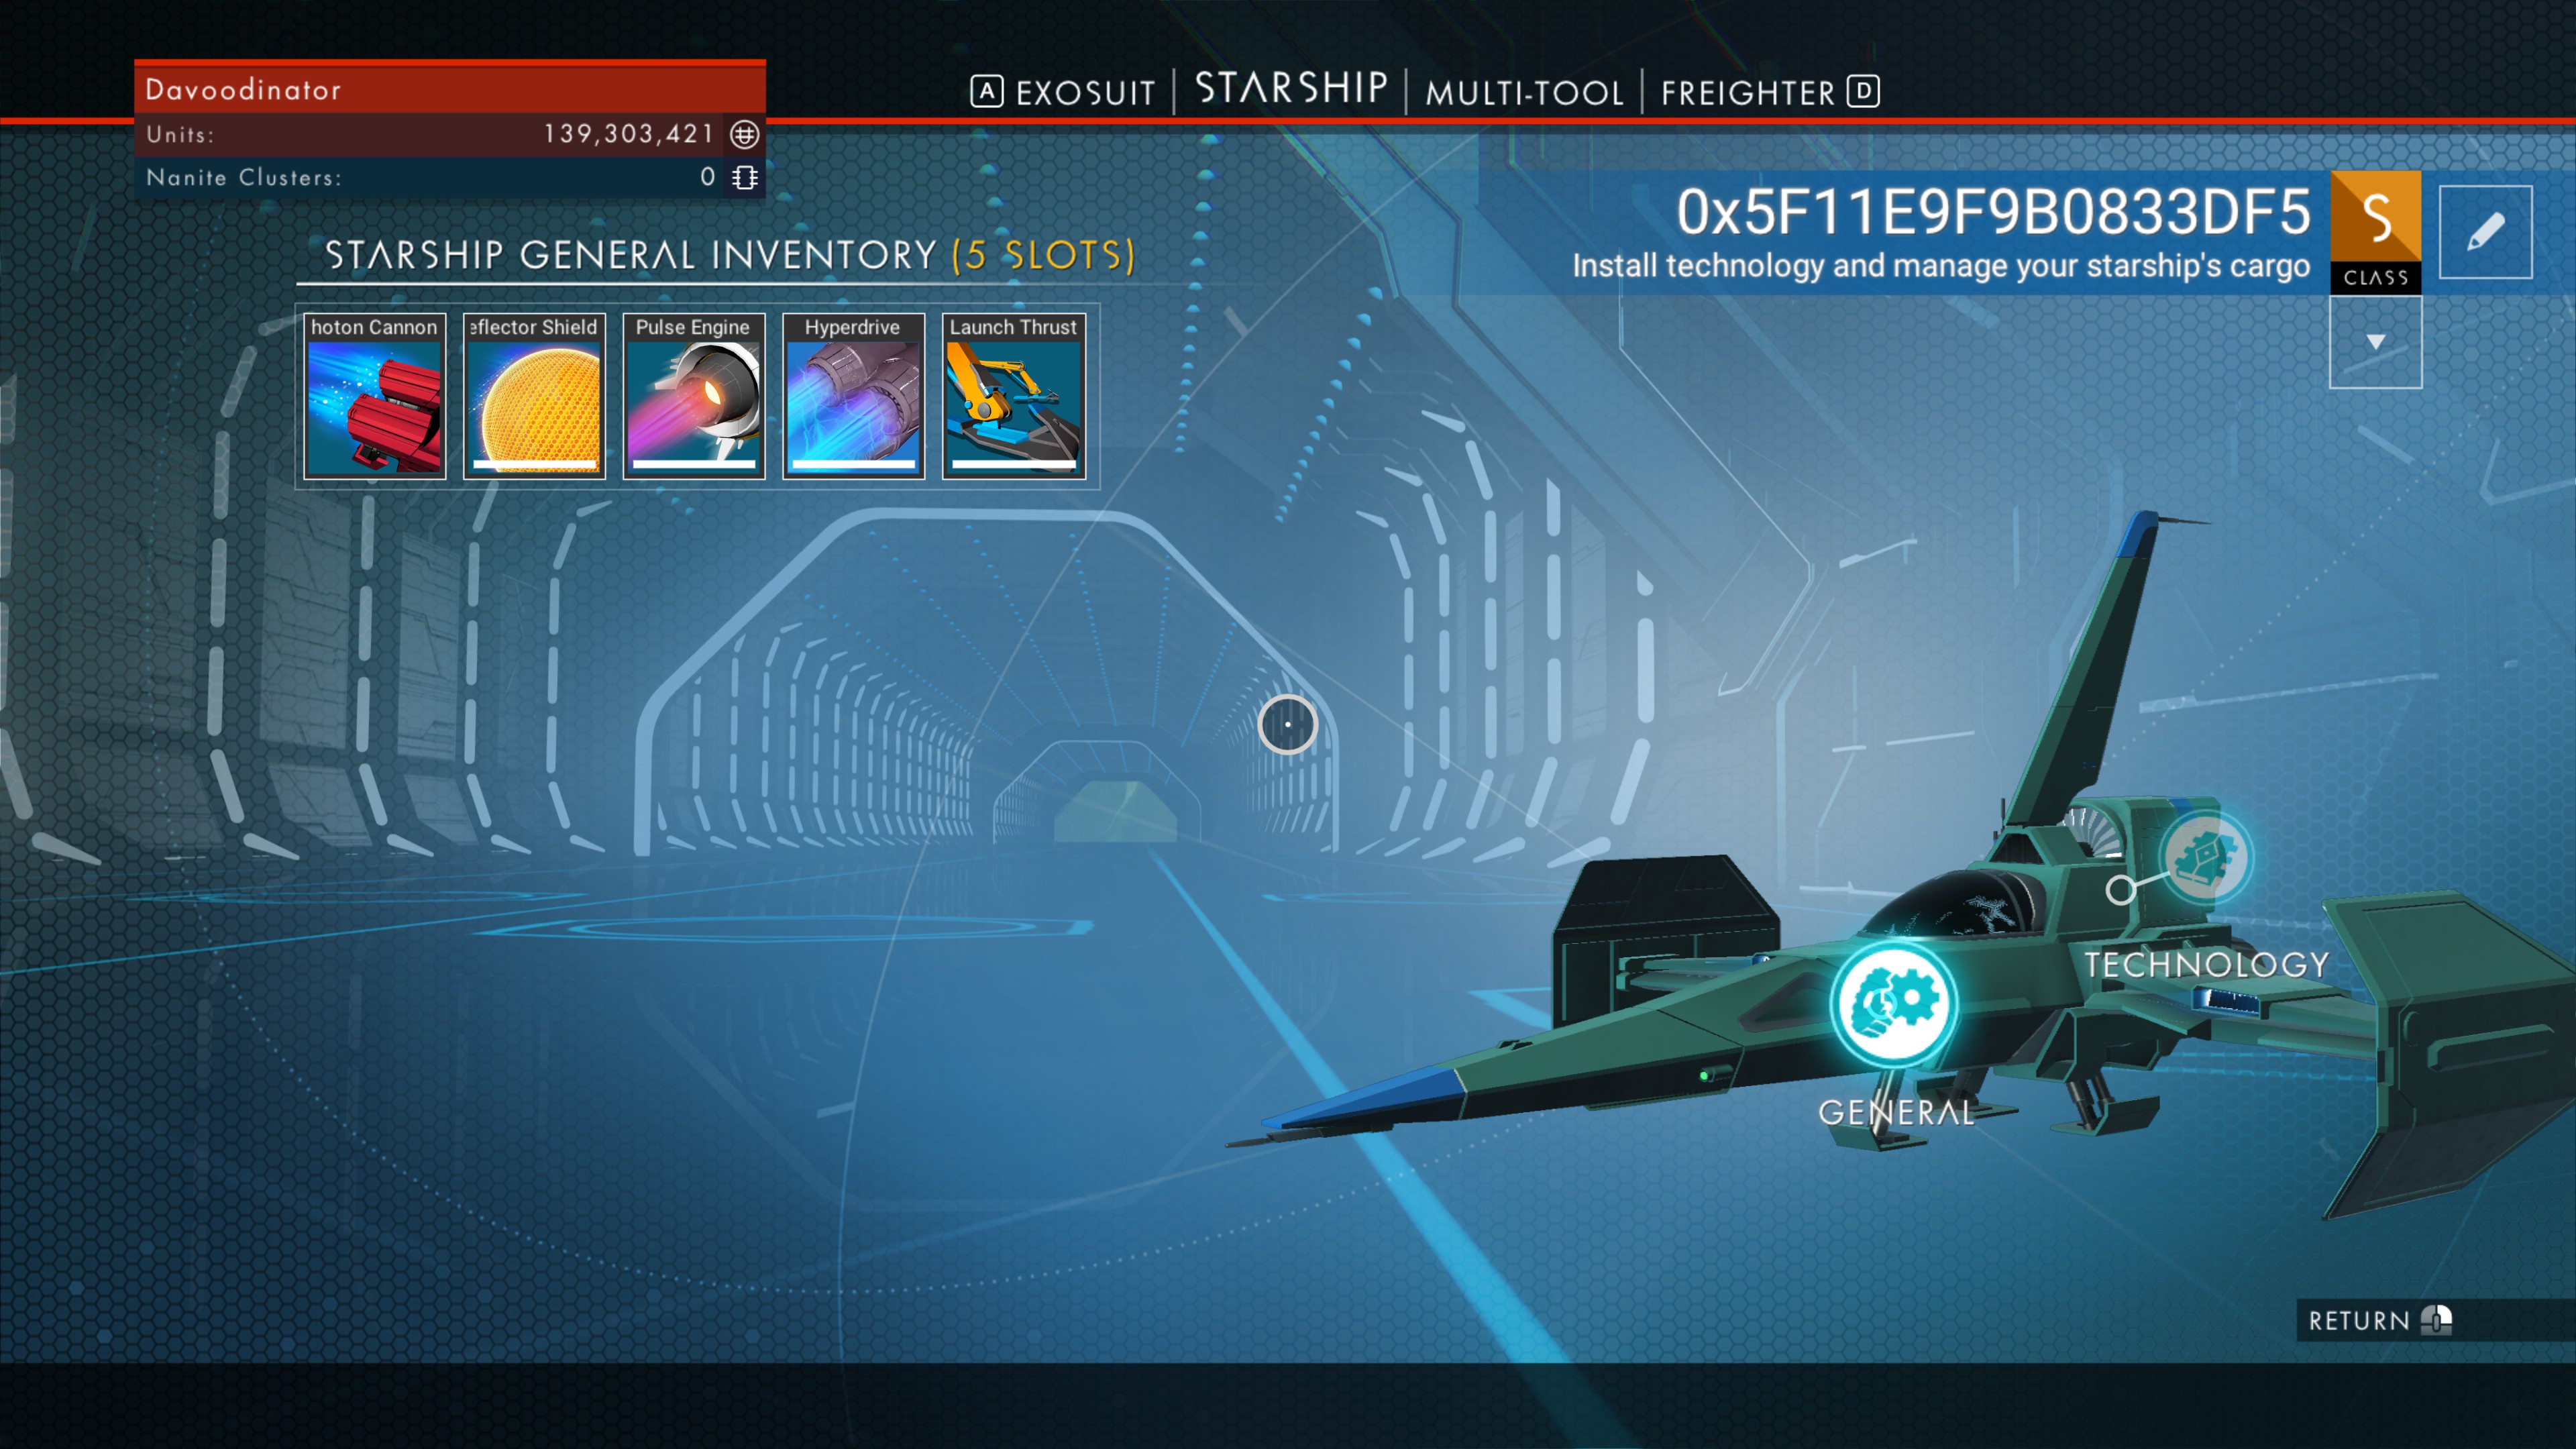 Davoodinator
Units: 139,303,421
Nanite Clusters: 0
A EXOSUIT STARSHIP MULTI-TOOL FREIGHTER D
0x5F11E9F9B0833DF5
Install technology and manage your starship's cargo
S
CLASS
STARSHIP GENERAL INVENTORY (5 SLOTS)
hoton Cannon eflector Shield Pulse Engine Hyperdrive Launch Thrust
TECHNOLOGY
GENERAL
RETURN